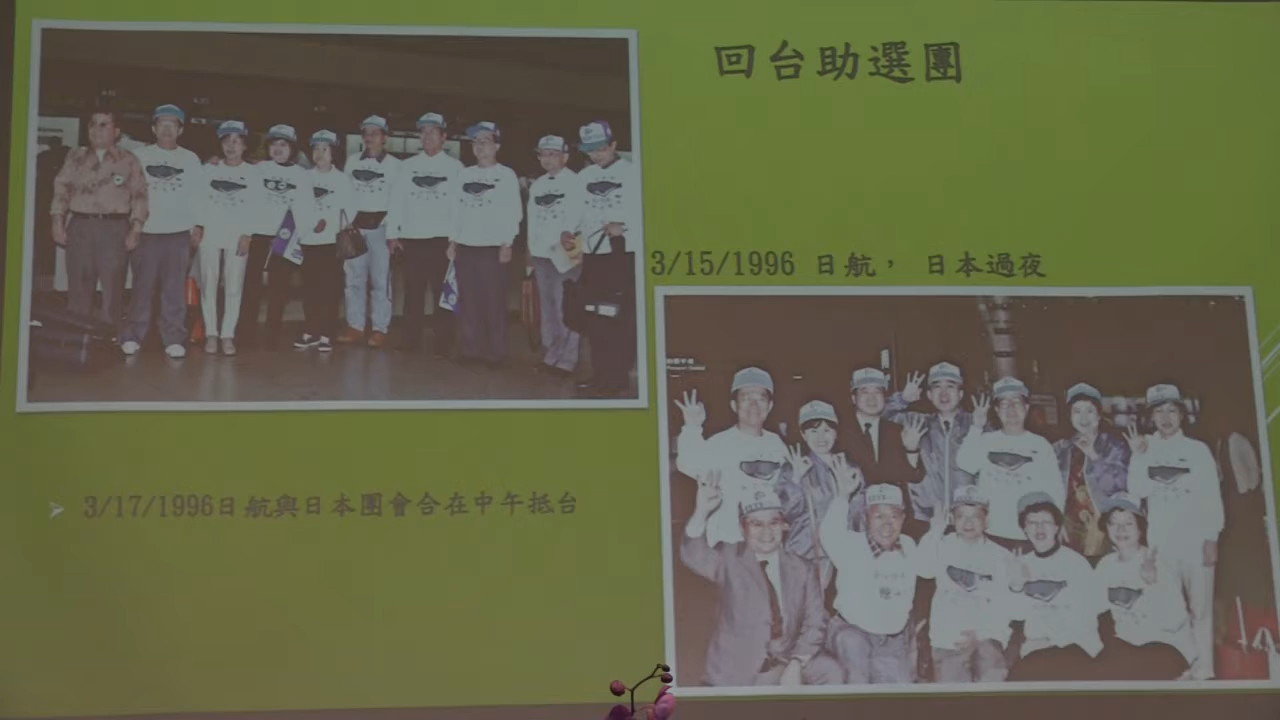 回台助選團
3/15/1996 日航， 日本過夜
3/17/1996日航與日本團會合在中午抵台